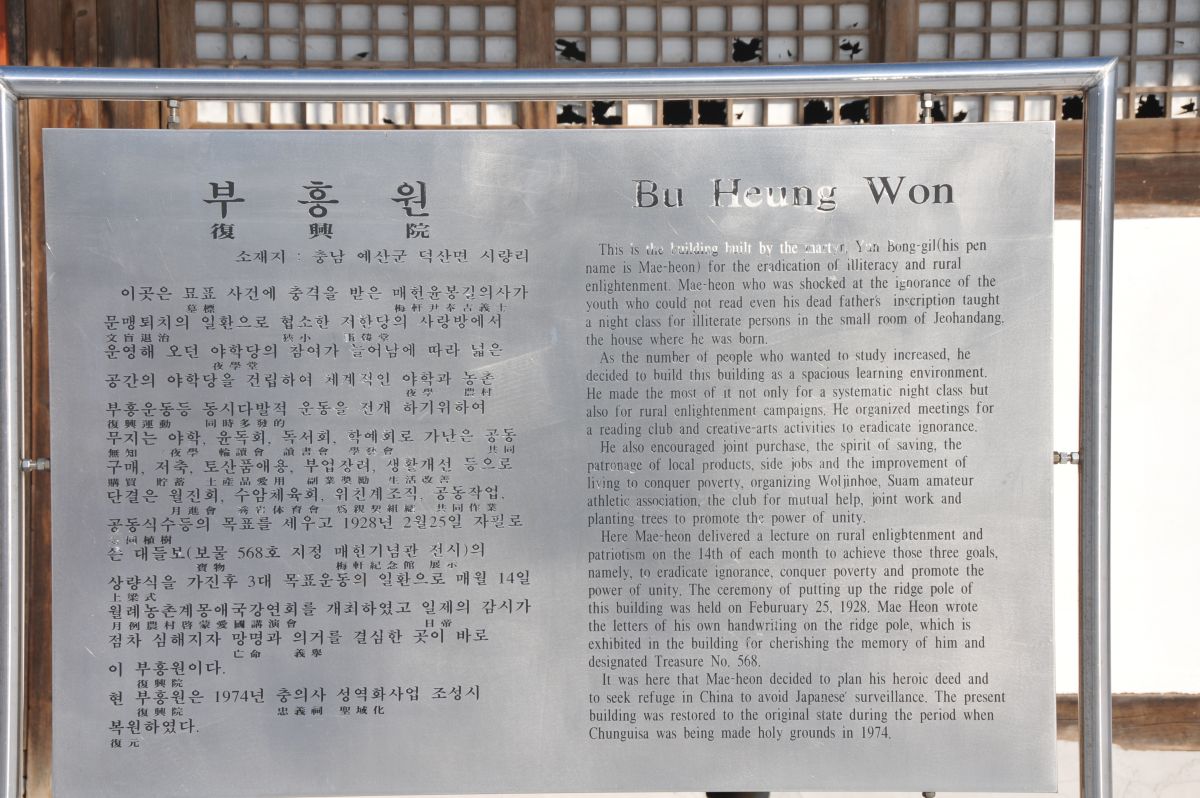 부 흥 원
復 興 院
소재지 : 충남 예산군 덕산면 시량리
이곳은 묘표 사건에 충격을 받은 매헌윤봉길의사가
墓標 梅軒尹奉吉義士
문맹퇴치의 일환으로 협소한 저한당의 사랑방에서
文盲退治 狹小
운영해 오던 야학당의 참여가 늘어남에 따라 넓은
夜學堂
공간의 야학당을 건립하여 체계적인 야학과 농촌
夜學 農村
부흥운동등 동시다발적 운동을 전개 하기위하여
復興運動 同時多發的
무지는 야학, 윤독회, 독서회, 학예회로 가난은 공동
無知 夜學 輪讀會 讀書會 學藝會 共同
구매, 저축, 토산품애용, 부업장려, 생활개선 등으로
購買 貯蓄 土產品愛用 副業奬勵 生活改善
단결은 월진회, 수암체육회, 위친계조직, 공동작업,
月進會 秀岩体育會 爲親契組織 共同作業
공동식수등의 목표를 세우고 1928년 2월25일 자필로
共同植樹
쓴 대들보(보물 568호 지정 매헌기념관 전시)의
寶物 梅軒紀念館 展示
상량식을 가진후 3대 목표운동의 일환으로 매월 14일
上梁式
월례농촌계몽애국강연회를 개최하였고 일제의 감시가
月例農村啓蒙愛國講演會 日帝
점차 심해지자 망명과 의거를 결심한 곳이 바로
亡命 義擧
이 부흥원이다.
復興院
현 부흥원은 1974년 충의사 성역화사업 조성시
復興院 忠義祠 聖域化
복원하였다.
復元
Bu Heung Won
This is the building built by the martyr, Yun Bong-gil(his pen
name is Mae-heon) for the eradication of illiteracy and rural
enlightenment. Mae-heon who was shocked at the ignorance of the
youth who could not read even his dead father's inscription taught
a night class for illiterate persons in the small room of Jeohandang,
the house where he was born.
As the number of people who wanted to study increased, he
decided to build this building as a spacious learning environment.
He made the most of it not only for a systematic night class but
also for rural enlightenment campaigns. He organized meetings for
a reading club and creative-arts activities to eradicate ignorance.
He also encouraged joint purchase, the spirit of saving, the
patronage of local products, side jobs and the improvement of
living to conquer poverty, organizing Woljinhoe, Suam amateur
athletic association, the club for mutual help, joint work and
planting trees to promote the power of unity.
Here Mae-heon delivered a lecture on rural enlightenment and
patriotism on the 14th of each month to achieve those three goals,
namely, to eradicate ignorance, conquer poverty and promote the
power of unity. The ceremony of putting up the ridge pole of
this building was held on Feburuary 25, 1928. Mae Heon wrote
the letters of his own handwriting on the ridge pole, which is
exhibited in the building for cherishing the memory of him and
designated Treasure No. 568.
It was here that Mae-heon decided to plan his heroic deed and
to seek refuge in China to avoid Japanese' surveillance. The present
building was restored to the original state during the period when
Chunguisa was being made holy grounds in 1974.